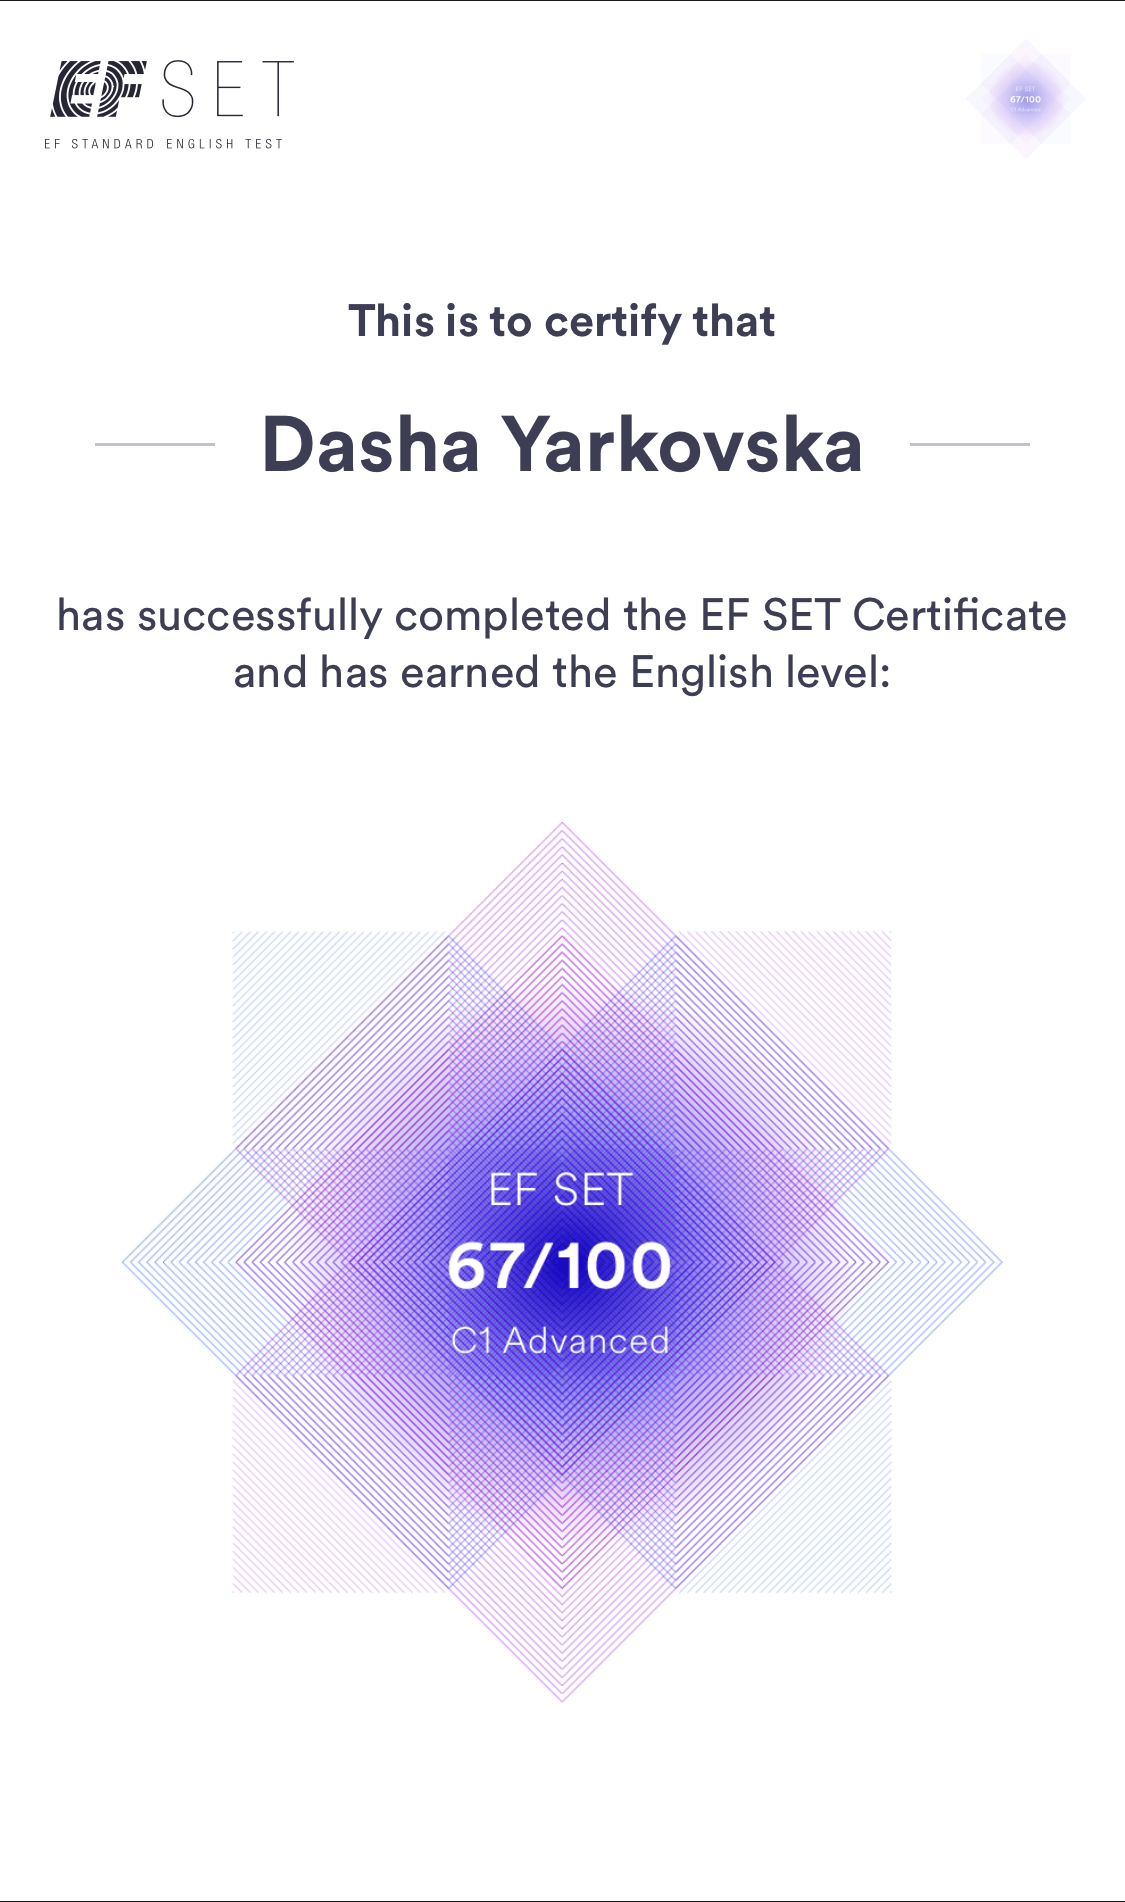 EF SET
EF STANDARD ENGLISH TEST
EF SET
67/100
C1 Advanced
This is to certify that
Dasha Yarkovska
has successfully completed the EF SET Certificate
and has earned the English level:
EF SET
67/100
C1 Advanced